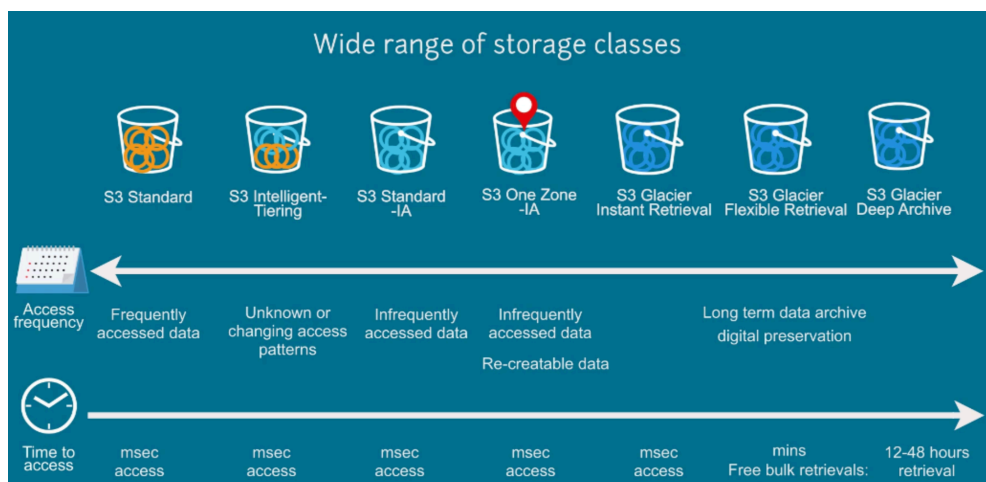 Wide range of storage classes
S3 Standard
S3 Intelligent-
Tiering
S3 Standard
-IA
S3 One Zone
-IA
S3 Glacier
Instant Retrieval
S3 Glacier
Flexible Retrieval
S3 Glacier
Deep Archive
Access
frequency
Frequently
accessed data
Unknown or
changing access
patterns
Infrequently
accessed data
Infrequently
accessed data
Re-creatable data
Long term data archive
digital preservation
Time to
access
msec
access
msec
access
msec
access
msec
access
msec
access
mins
Free bulk retrievals:
12-48 hours
retrieval